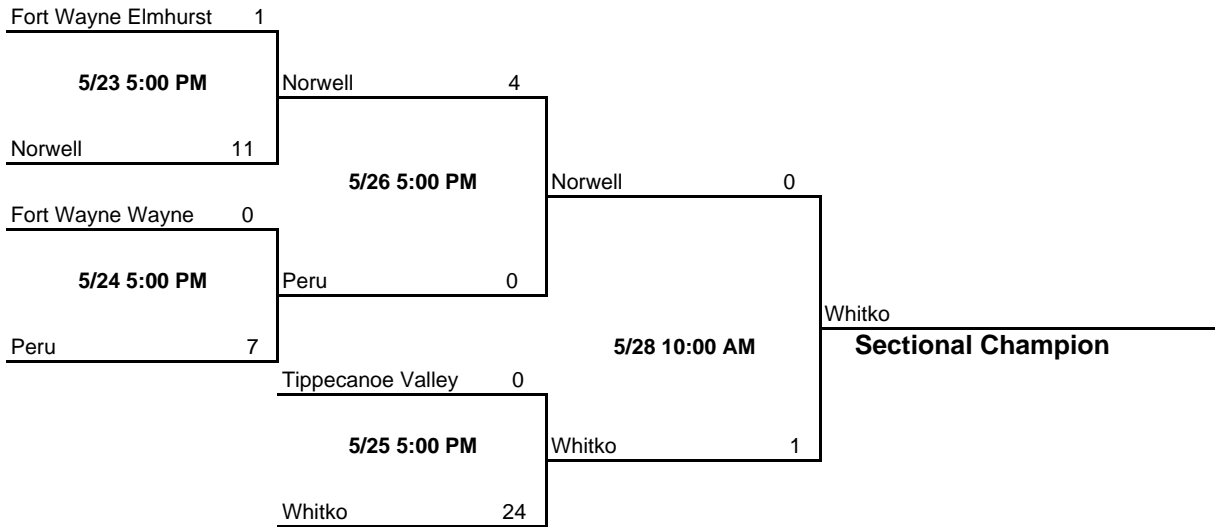 Fort Wayne Elmhurst 1
5/23 5:00 PM
Norwell 4
Norwell 11
5/26 5:00 PM
Norwell 0
Fort Wayne Wayne 0
5/24 5:00 PM
Peru 0
Whitko
Peru 7
5/28 10:00 AM
Sectional Champion
Tippecanoe Valley 0
5/25 5:00 PM
Whitko 1
Whitko 24